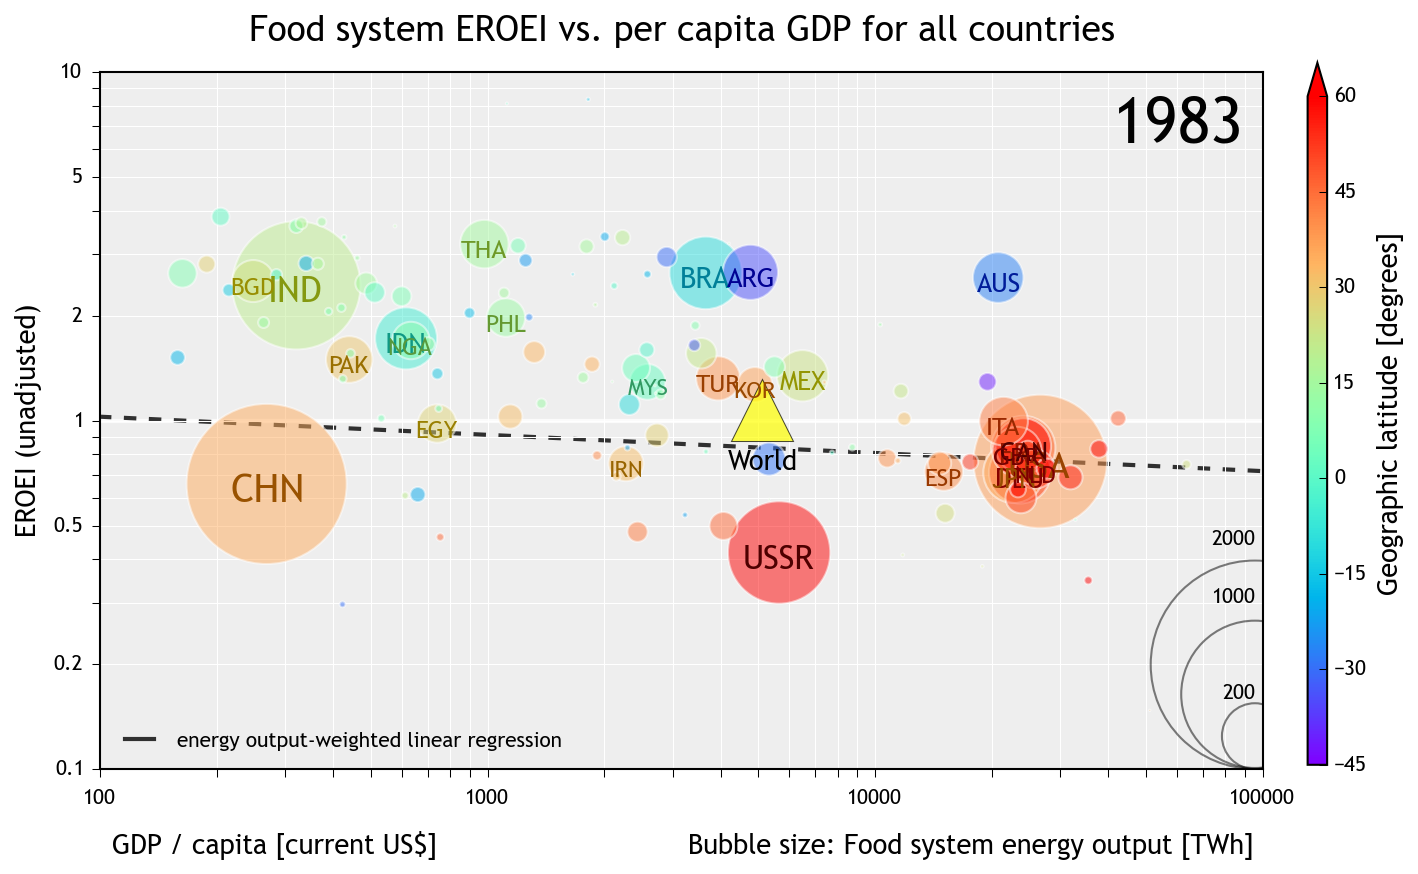 Food system EROEI vs. per capita GDP for all countries
1983
EROEI (unadjusted)
10
5
2
1
0.5
0.2
0.1
THA
BRA
ARG
AUS
BGD
IND
PHL
IDN
NGA
PAK
MYS
TUR
KOR
MEX
EGY
ITA
World
IRN
ESP
CAN
GBR
DEU
CHN
USSR
2000
1000
200
energy output-weighted linear regression
100
1000
10000
100000
GDP / capita [current US$]
Bubble size: Food system energy output [TWh]
60
45
30
15
0
−15
−30
−45
Geographic latitude [degrees]